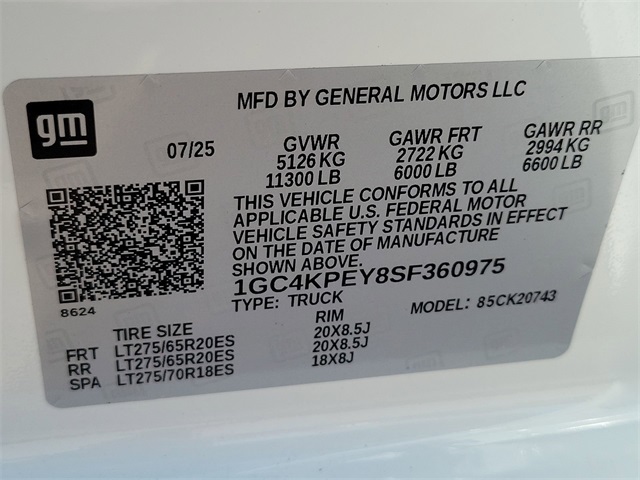 gm
MFD BY GENERAL MOTORS LLC
07/25 GVWR GAWR FRT GAWR RR
5126 KG 2722 KG 2994 KG
11300 LB 6000 LB 6600 LB
THIS VEHICLE CONFORMS TO ALL
APPLICABLE U.S. FEDERAL MOTOR
VEHICLE SAFETY STANDARDS IN EFFECT
ON THE DATE OF MANUFACTURE
SHOWN ABOVE.
1GC4KPEY8SF360975
8624
TYPE: TRUCK MODEL: 85CK20743
TIRE SIZE RIM
FRT LT275/65R20ES 20X8.5J
RR LT275/65R20ES 20X8.5J
SPA LT275/70R18ES 18X8J